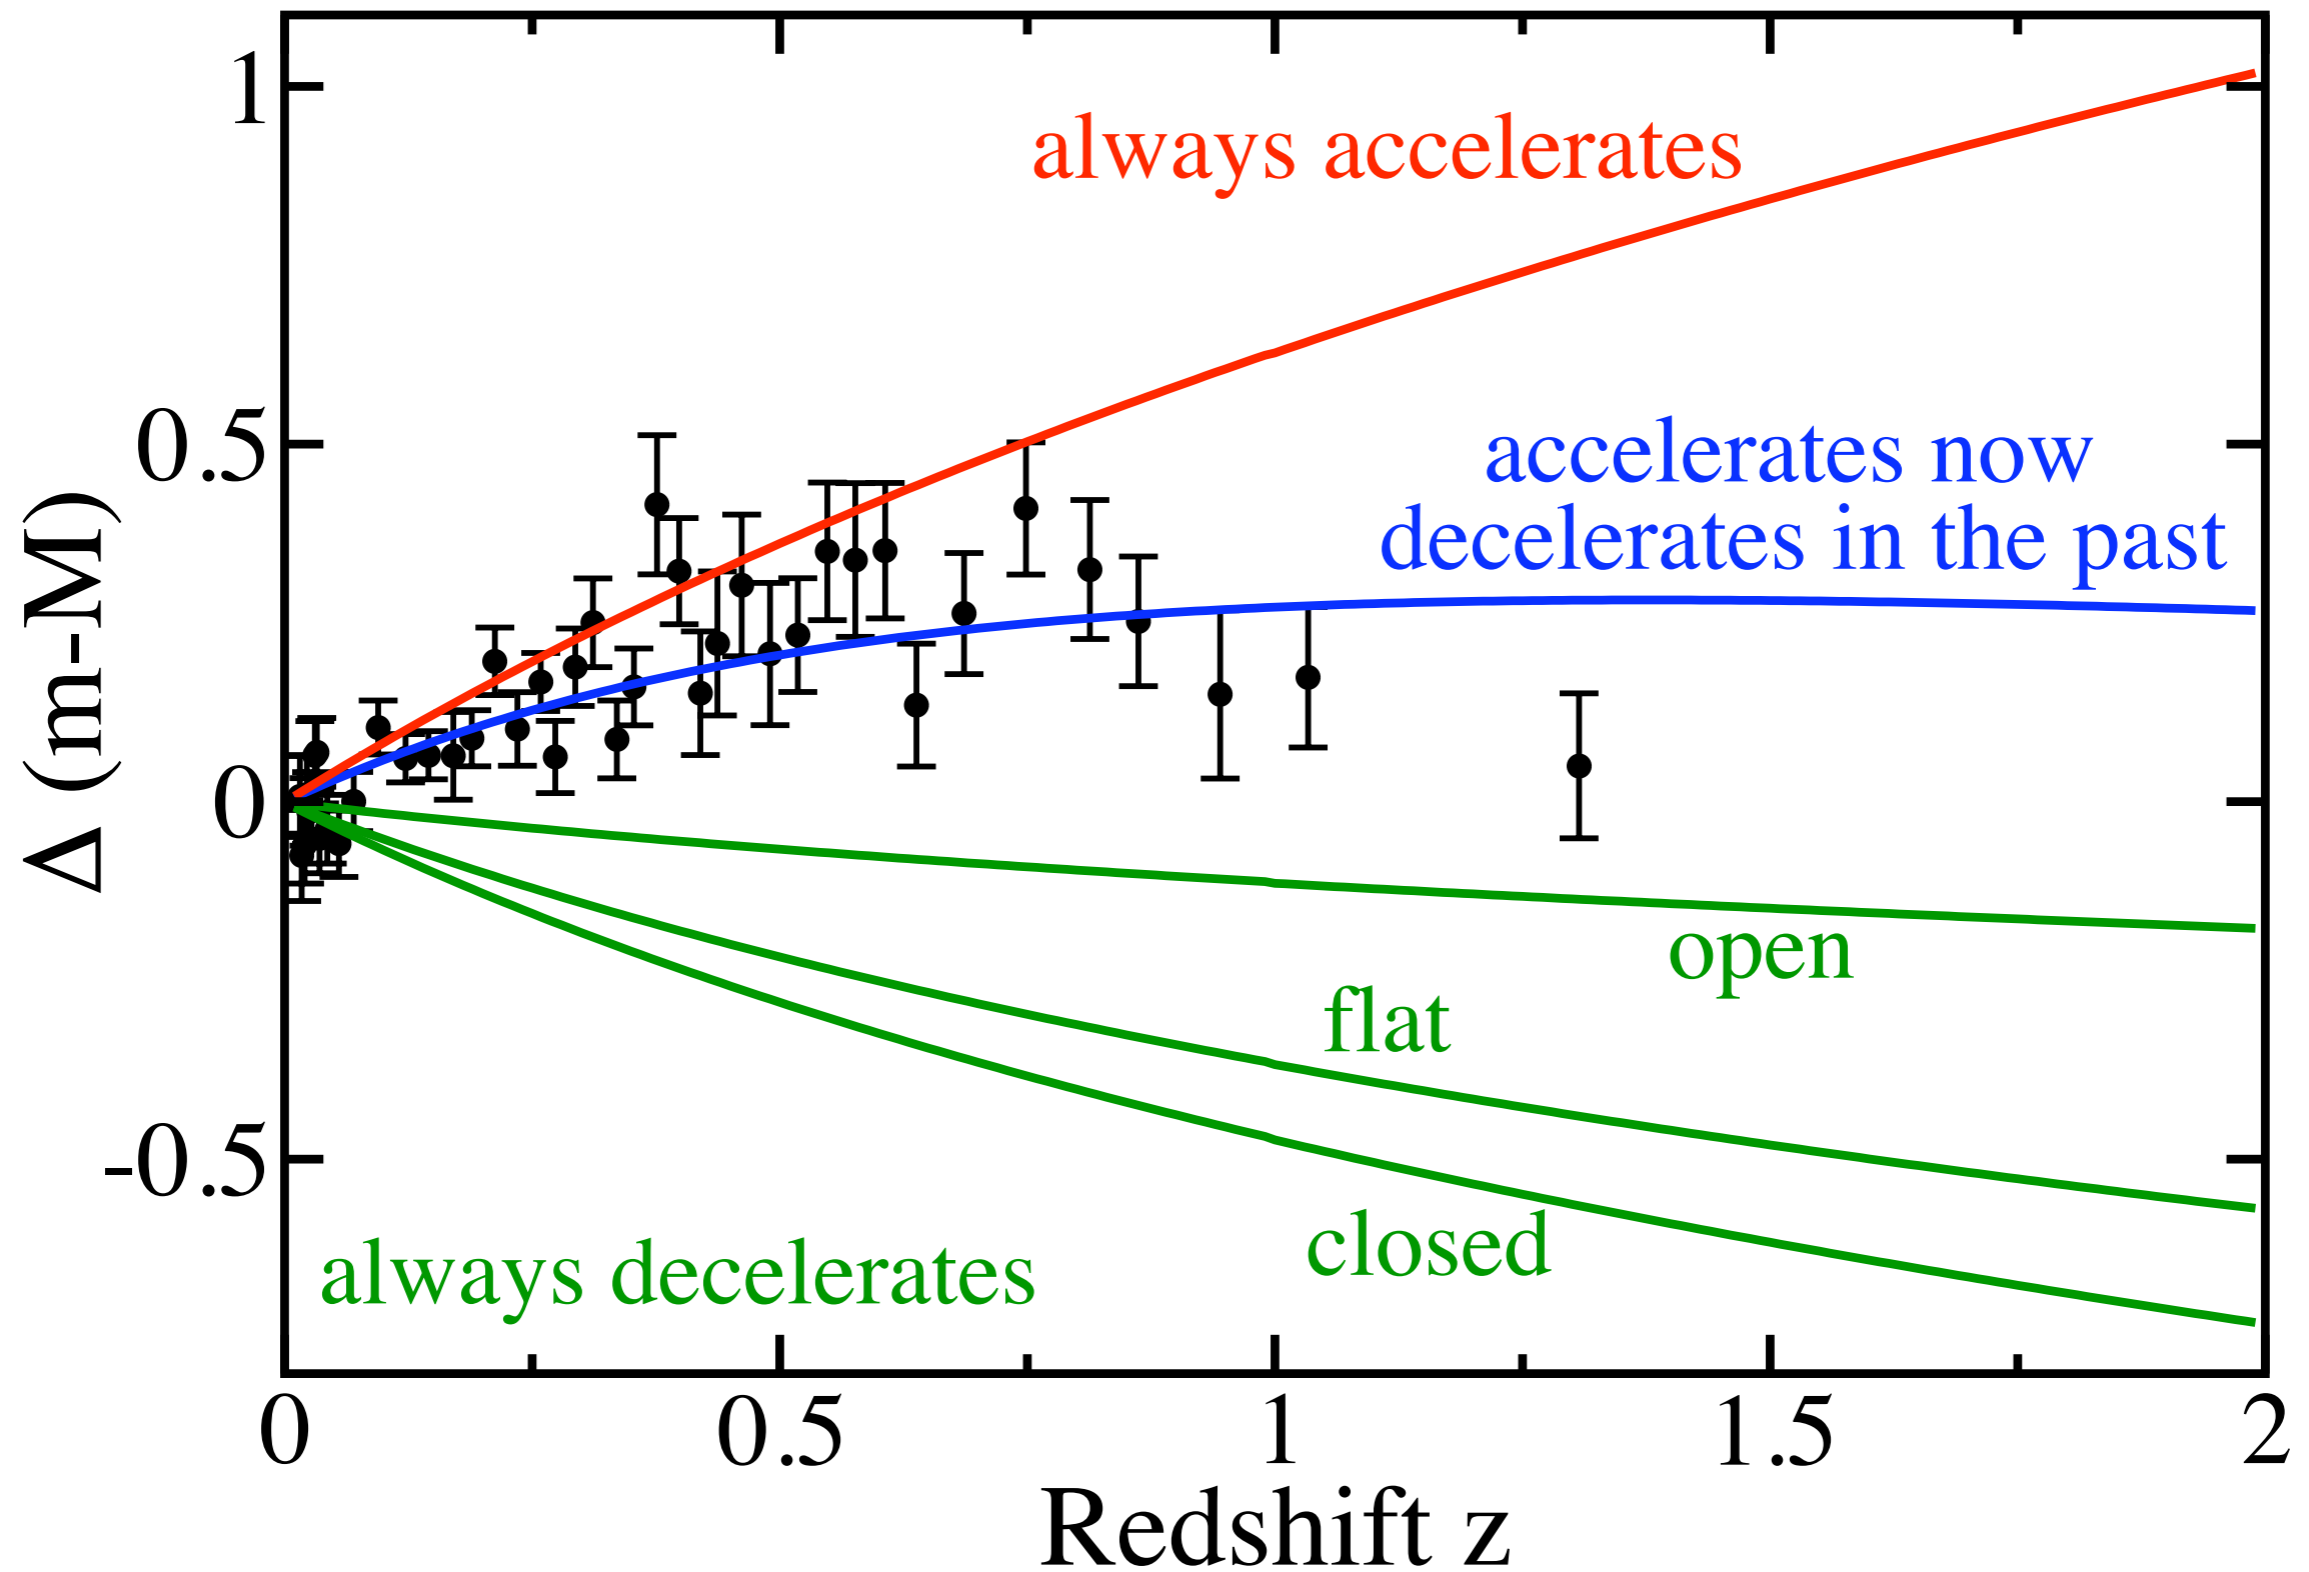 Δ (m-M)
1
0.5
0
-0.5
always accelerates
accelerates now
decelerates in the past
open
flat
closed
always decelerates
0 0.5 1 1.5 2
Redshift z